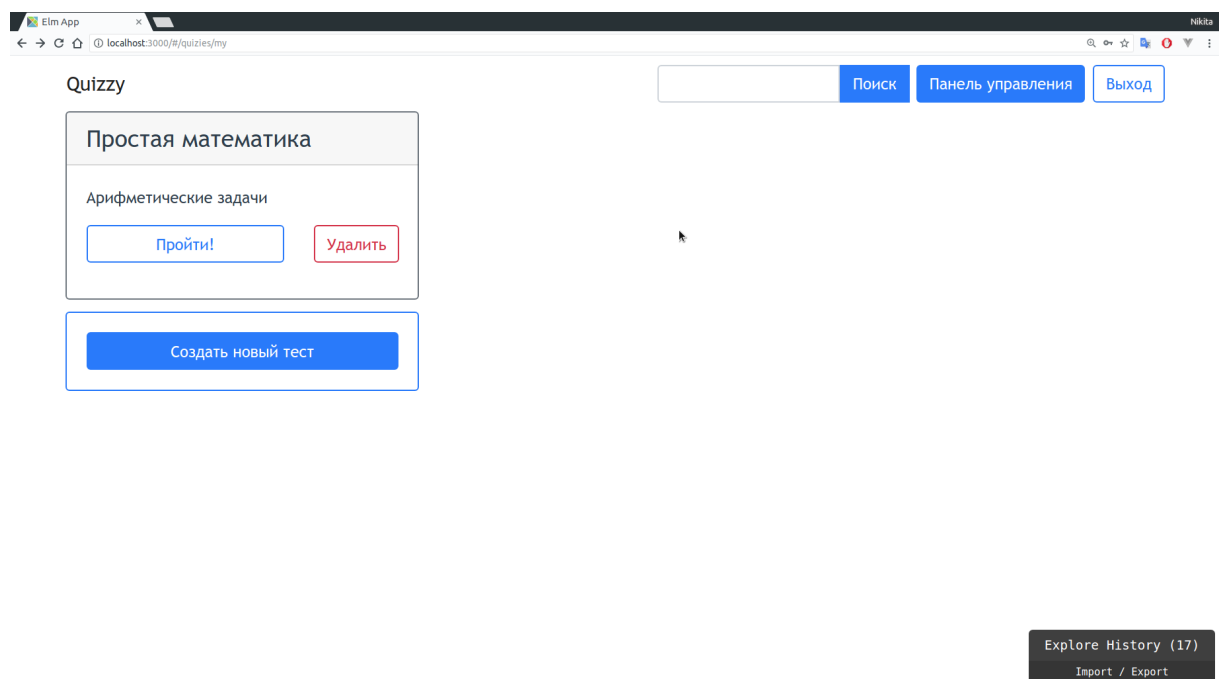 Elm App
Nikita
localhost:3000/#/quizies/my
Quizzy
Поиск
Панель управления
Выход
Простая математика
Арифметические задачи
Пройти!
Удалить
Создать новый тест
Explore History (17)
Import / Export